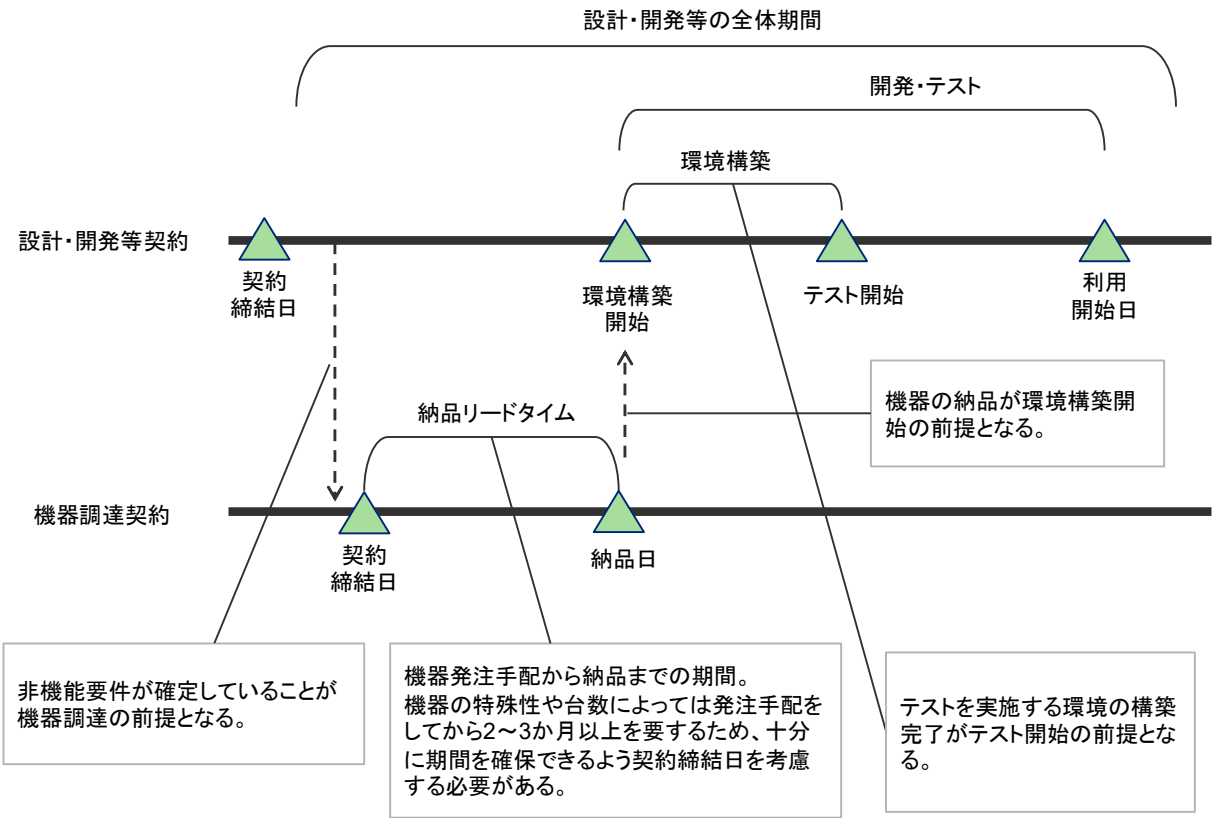 設計・開発等の全体期間
開発・テスト
環境構築
設計・開発等契約
契約
締結日
環境構築
開始
テスト開始
利用
開始日
機器の納品が環境構築開
始の前提となる。
納品リードタイム
機器調達契約
契約
締結日
納品日
非機能要件が確定していることが
機器調達の前提となる。
機器発注手配から納品までの期間。
機器の特殊性や台数によっては発注手配を
してから2～3か月以上を要するため、十分
に期間を確保できるよう契約締結日を考慮
する必要がある。
テストを実施する環境の構築
完了がテスト開始の前提とな
る。